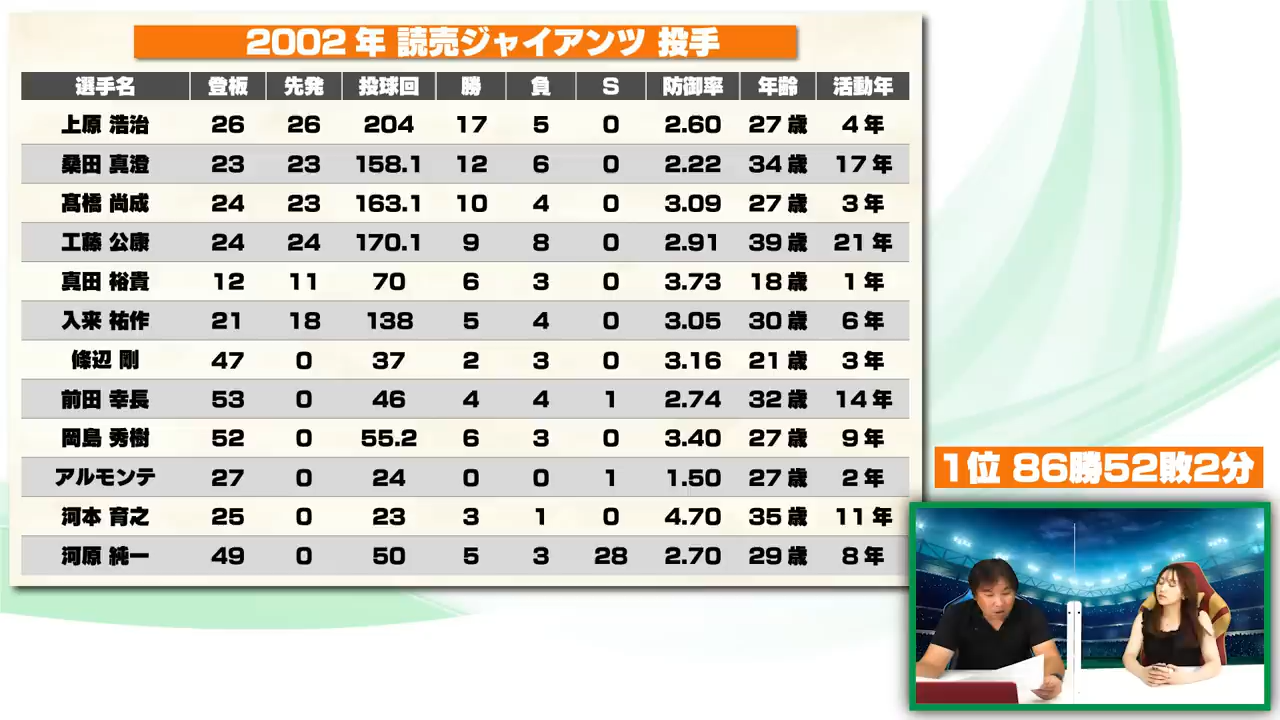 2002年 読売ジャイアンツ 投手
選手名 登板 先発 投球回 勝 負 S 防御率 年齢 活動年
上原 浩治 26 26 204 17 5 0 2.60 27歳 4年
桑田 真澄 23 23 158.1 12 6 0 2.22 34歳 17年
髙橋 尚成 24 23 163.1 10 4 0 3.09 27歳 3年
工藤 公康 24 24 170.1 9 8 0 2.91 39歳 21年
真田 裕貴 12 11 70 6 3 0 3.73 18歳 1年
入来 祐作 21 18 138 5 4 0 3.05 30歳 6年
條辺 剛 47 0 37 2 3 0 3.16 21歳 3年
前田 幸長 53 0 46 4 4 1 2.74 32歳 14年
岡島 秀樹 52 0 55.2 6 3 0 3.40 27歳 9年
アルモンテ 27 0 24 0 0 1 1.50 27歳 2年
河本 育之 25 0 23 3 1 0 4.70 35歳 11年
河原 純一 49 0 50 5 3 28 2.70 29歳 8年
1位 86勝52敗2分